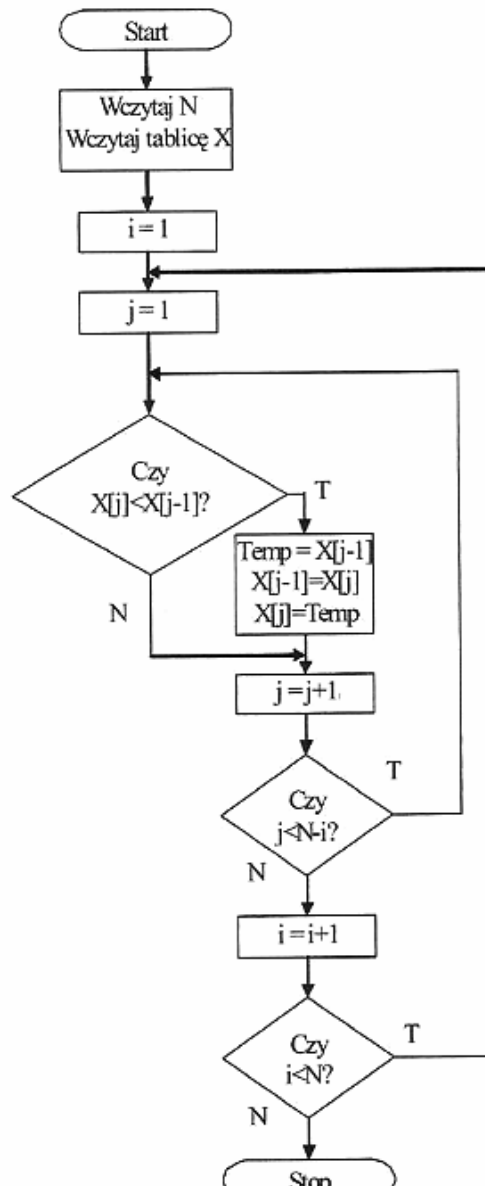 Start
Wczytaj N
Wczytaj tablicę X
i = 1
j = 1
Czy
X[j]<X[j-1]?
T
Temp = X[j-1]
X[j-1]=X[j]
X[j]=Temp
N
j = j+1
T
Czy
j<N-i?
N
i = i+1
T
Czy
i<N?
N
Stop